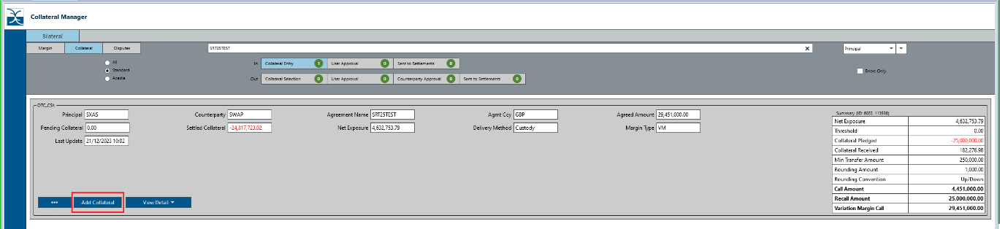 Collateral Manager
Bilateral
Margin Collateral Disputes SRT25TEST Principal
All
Standard
Acadia
In Collateral Entry 1 User Approval 0 Sent to Settlements 0
Out Collateral Selection 0 User Approval 0 Counterparty Approval 0 Sent to Settlements 0
Errors Only
OTC_CSA
Principal SXAS Counterparty SWAP Agreement Name SRT25TEST Agmt Ccy GBP Agreed Amount 29,451,000.00
Pending Collateral 0.00 Settled Collateral -24,817,723.02 Net Exposure 4,632,753.79 Delivery Method Custody Margin Type VM
Last Update 21/12/2023 10:02
Summary (ID: 6022, 113538)
Net Exposure 4,632,753.79
Threshold 0.00
Collateral Pledged -25,000,000.00
Collateral Received 182,276.98
Min Transfer Amount 250,000.00
Rounding Amount 1,000.00
Rounding Convention Up/Down
Call Amount 4,451,000.00
Recall Amount 25,000,000.00
Variation Margin Call 29,451,000.00
••• Add Collateral View Detail